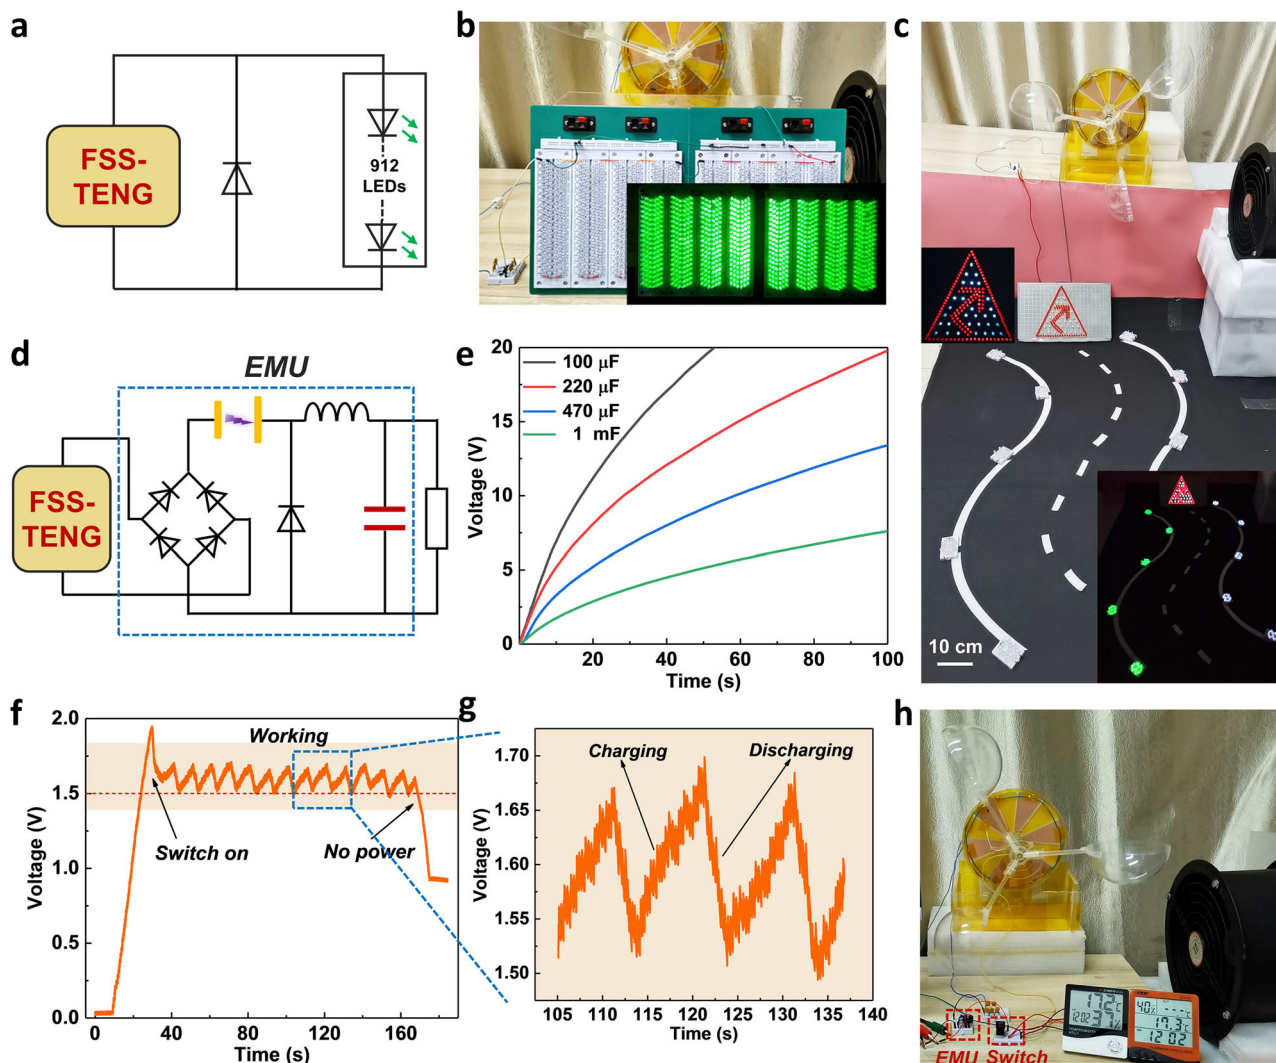 a
FSS-
TENG
912
LEDs
b
c
10 cm
d
EMU
FSS-
TENG
e
20
15
10
5
0
Voltage (V)
100 μF
220 μF
470 μF
1 mF
20
40
60
80
100
Time (s)
f
2.0
1.5
1.0
0.5
0.0
Voltage (V)
Working
Switch on
No power
0
40
80
120
160
Time (s)
g
1.70
1.65
1.60
1.55
1.50
Voltage (V)
Charging
Discharging
105
110
115
120
125
130
135
140
Time (s)
h
EMU
Switch